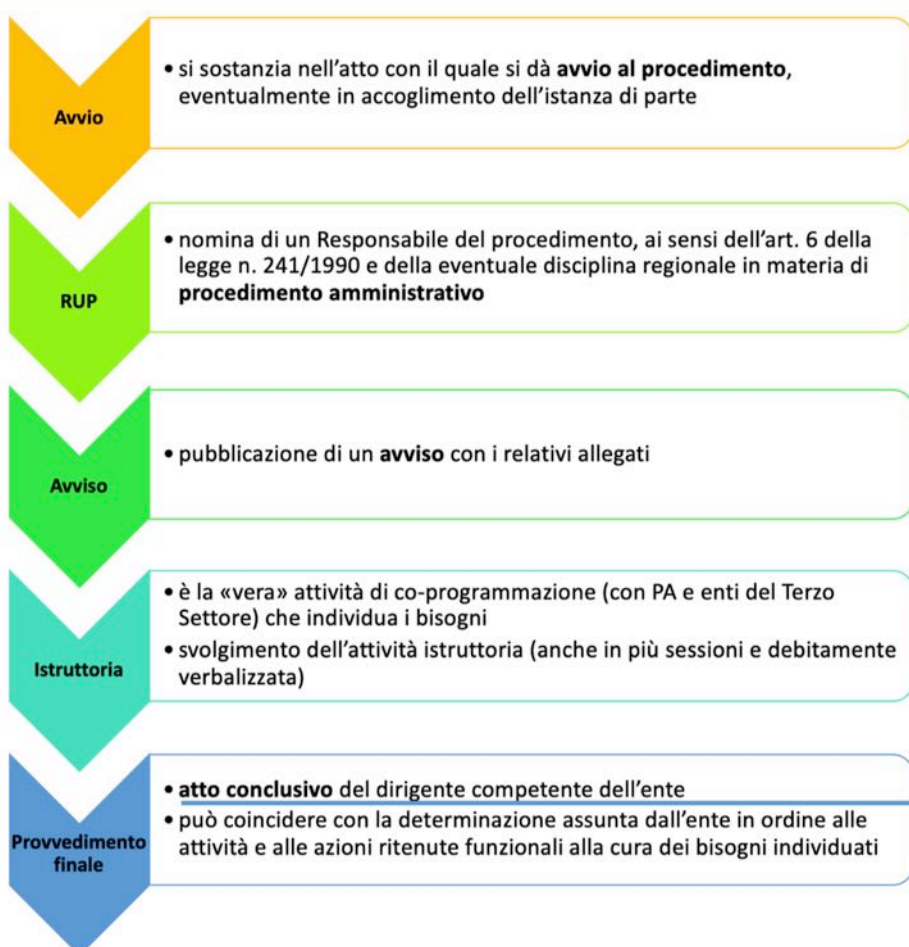 Avvio
• si sostanzia nell’atto con il quale si dà avvio al procedimento,
eventualmente in accoglimento dell’istanza di parte
RUP
• nomina di un Responsabile del procedimento, ai sensi dell’art. 6 della
legge n. 241/1990 e della eventuale disciplina regionale in materia di
procedimento amministrativo
Avviso
• pubblicazione di un avviso con i relativi allegati
Istruttoria
• è la «vera» attività di co-programmazione (con PA e enti del Terzo
Settore) che individua i bisogni
• svolgimento dell’attività istruttoria (anche in più sessioni e debitamente
verbalizzata)
Provvedimento
finale
• atto conclusivo del dirigente competente dell’ente
• può coincidere con la determinazione assunta dall’ente in ordine alle
attività e alle azioni ritenute funzionali alla cura dei bisogni individuati